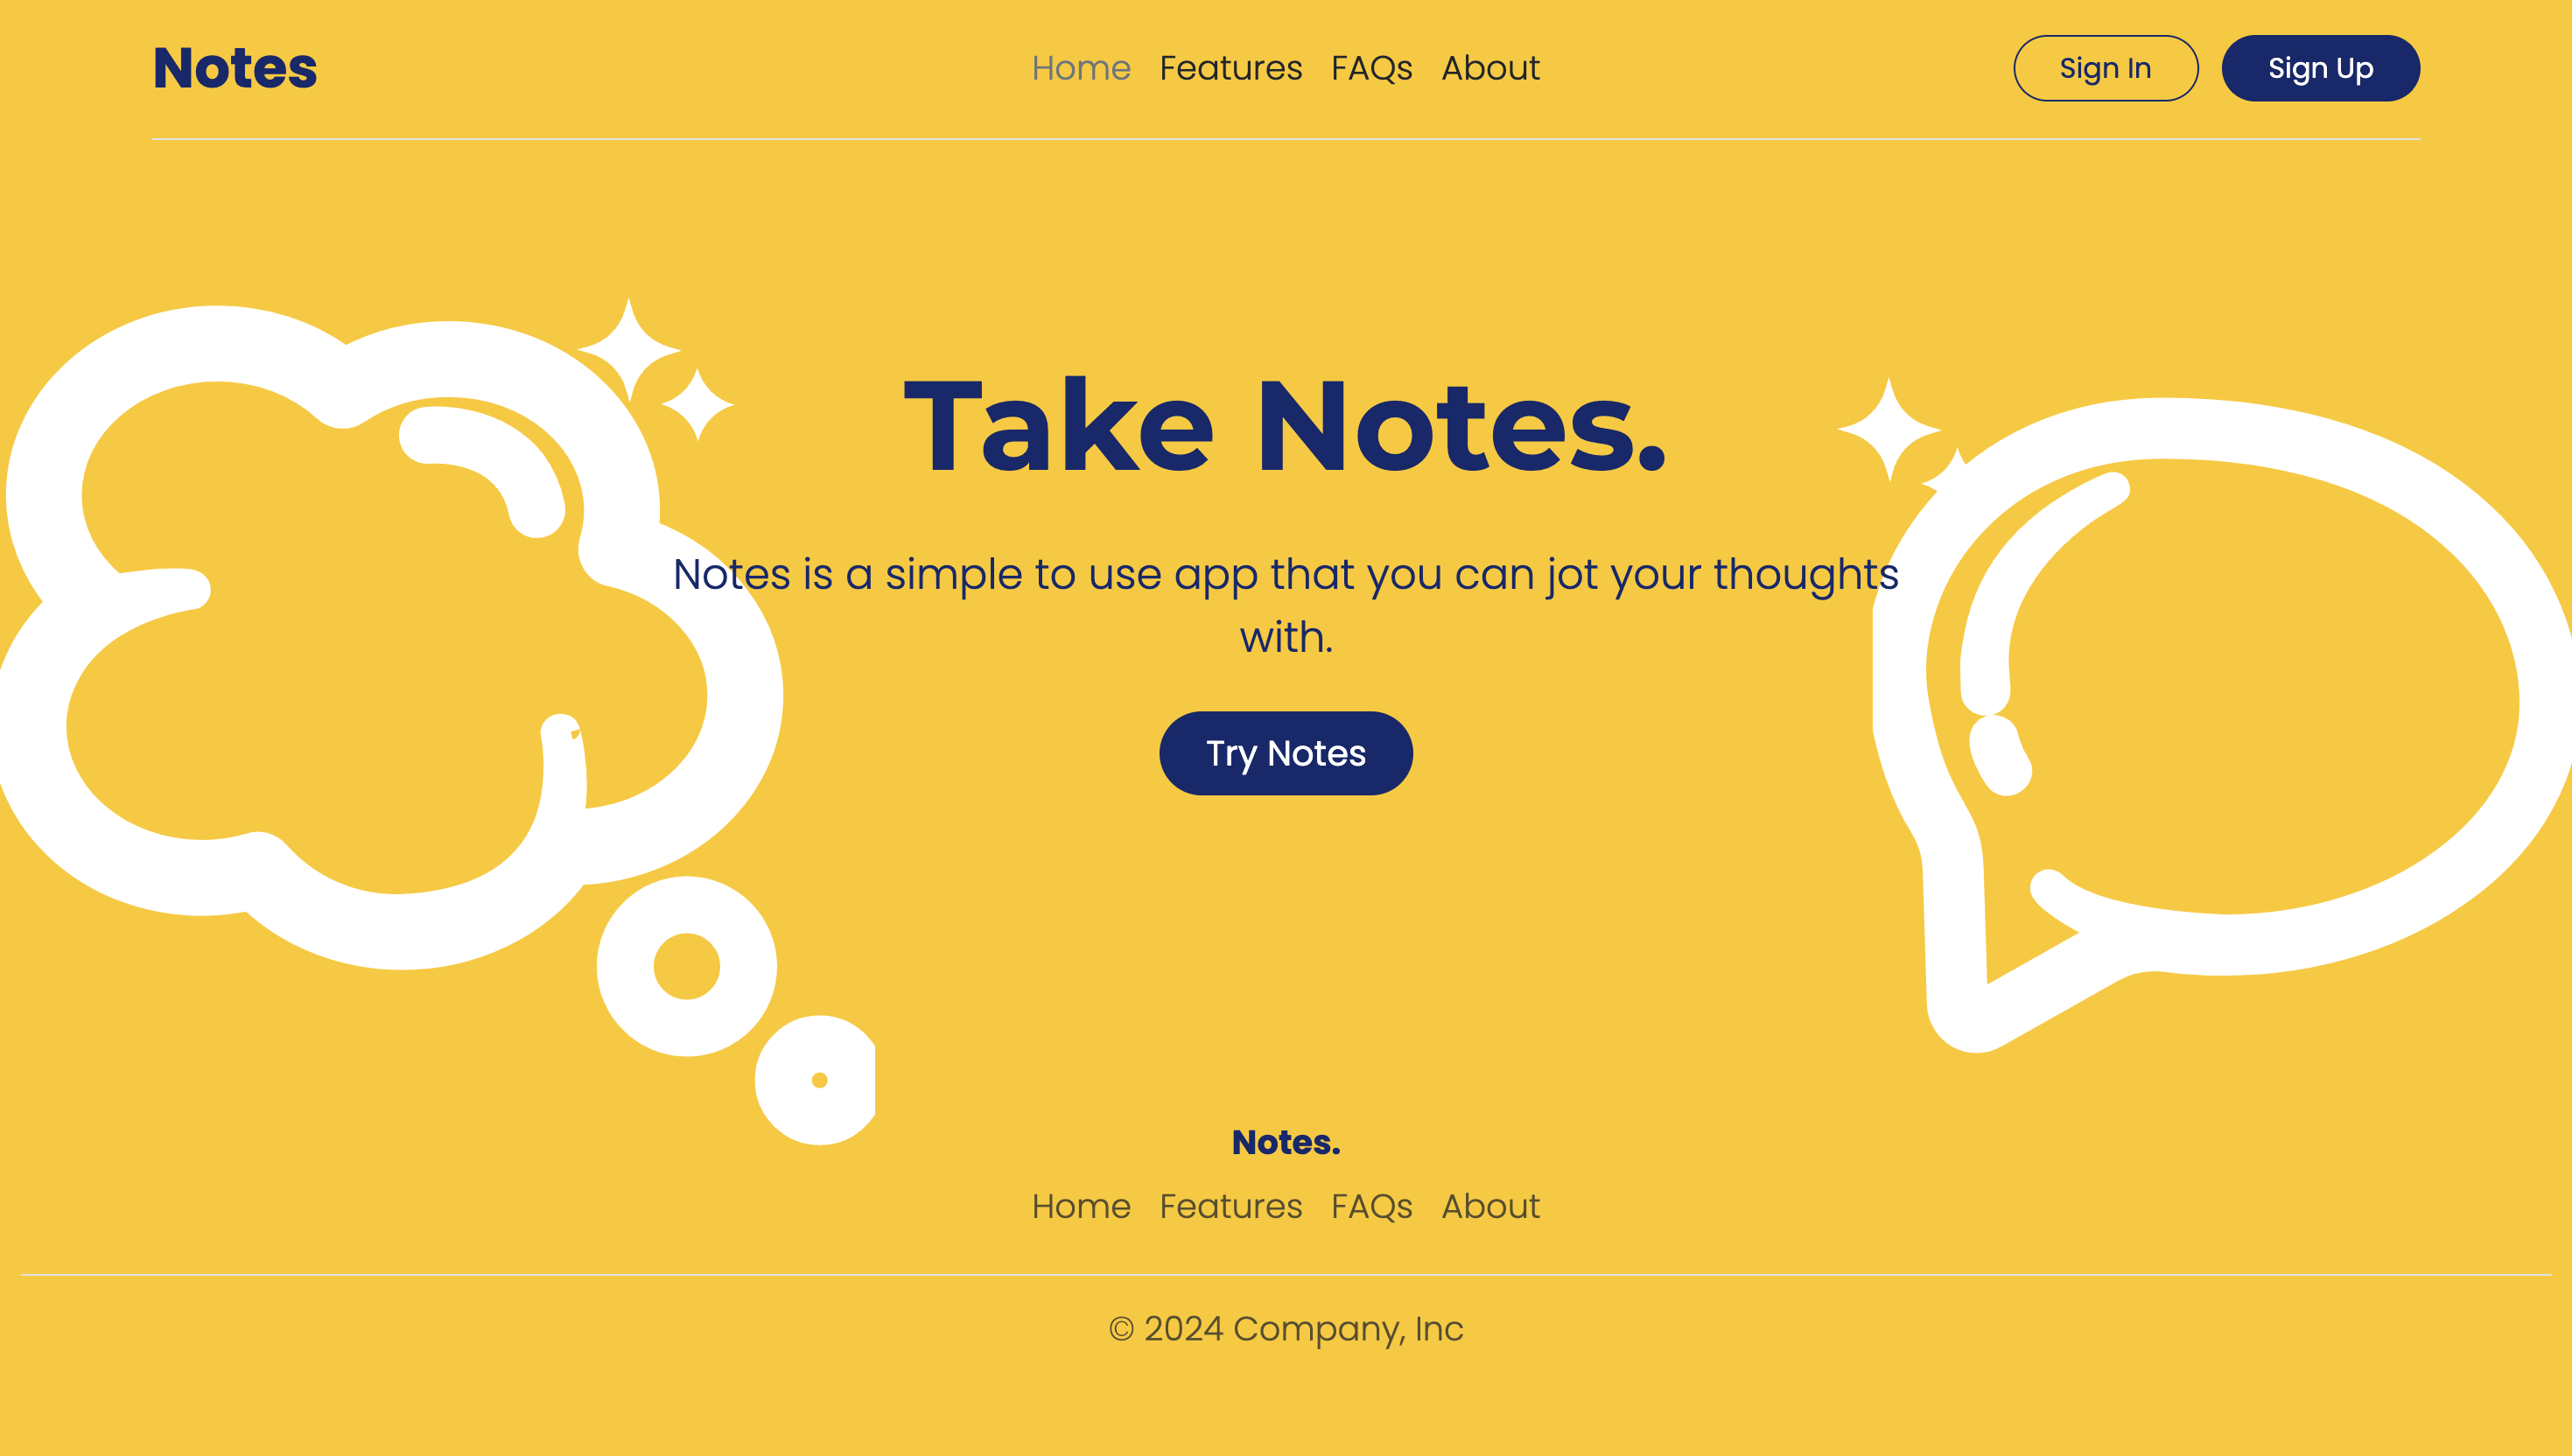 Notes
Home Features FAQs About
Sign In Sign Up
Take Notes.
Notes is a simple to use app that you can jot your thoughts
with.
Try Notes
Notes.
Home Features FAQs About
© 2024 Company, Inc